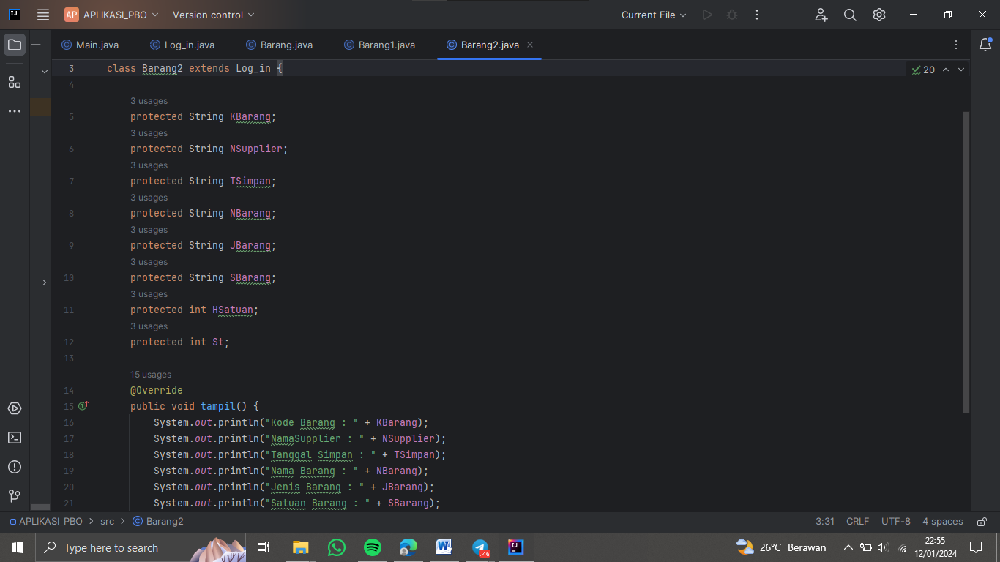 AP APLIKASI_PBO Version control Current File
Main.java Log_in.java Barang.java Barang1.java Barang2.java
3 class Barang2 extends Log_in { 20
4
3 usages
5 protected String KBarang;
3 usages
6 protected String NSupplier;
3 usages
7 protected String TSimpan;
3 usages
8 protected String NBarang;
3 usages
9 protected String JBarang;
3 usages
10 protected String SBarang;
3 usages
11 protected int HSatuan;
3 usages
12 protected int St;
13
15 usages
14 @Override
15 public void tampil() {
16 System.out.println("Kode Barang : " + KBarang);
17 System.out.println("NamaSupplier : " + NSupplier);
18 System.out.println("Tanggal Simpan : " + TSimpan);
19 System.out.println("Nama Barang : " + NBarang);
20 System.out.println("Jenis Barang : " + JBarang);
21 System.out.println("Satuan Barang : " + SBarang);
APLIKASI_PBO > src > Barang2 3:31 CRLF UTF-8 4 spaces
Type here to search 26°C Berawan 22:55
12/01/2024